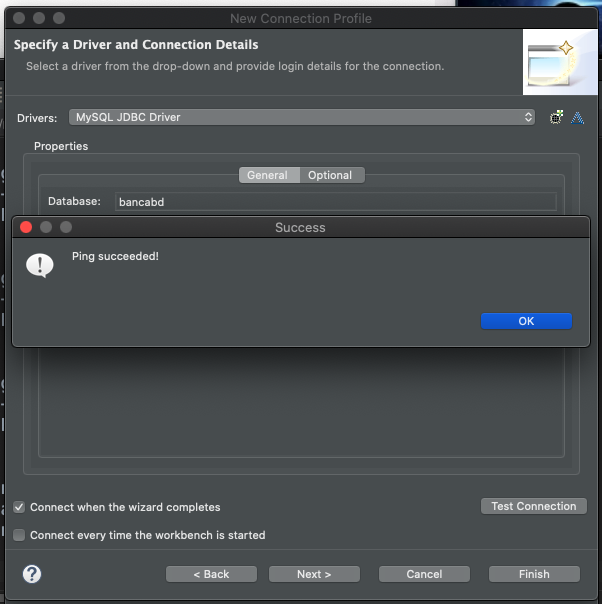 New Connection Profile
Specify a Driver and Connection Details
Select a driver from the drop-down and provide login details for the connection.
Drivers: MySQL JDBC Driver
Properties
General Optional
Database: bancabd
Success
Ping succeeded!
OK
Connect when the wizard completes
Test Connection
Connect every time the workbench is started
? < Back Next > Cancel Finish